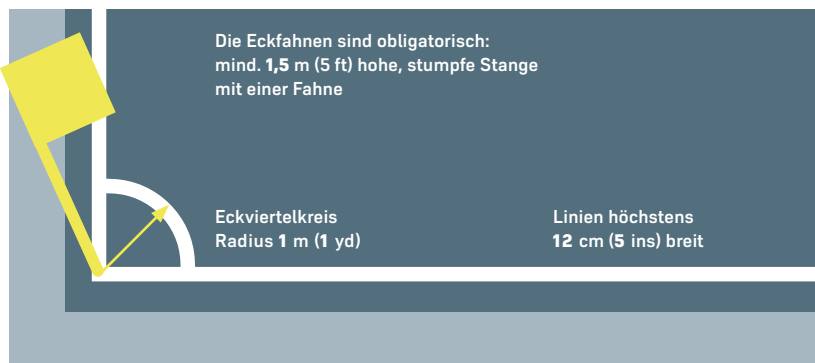 Die Eckfahnen sind obligatorisch:
mind. 1,5 m (5 ft) hohe, stumpfe Stange
mit einer Fahne
Eckviertelkreis
Radius 1 m (1 yd)
Linien höchstens
12 cm (5 ins) breit